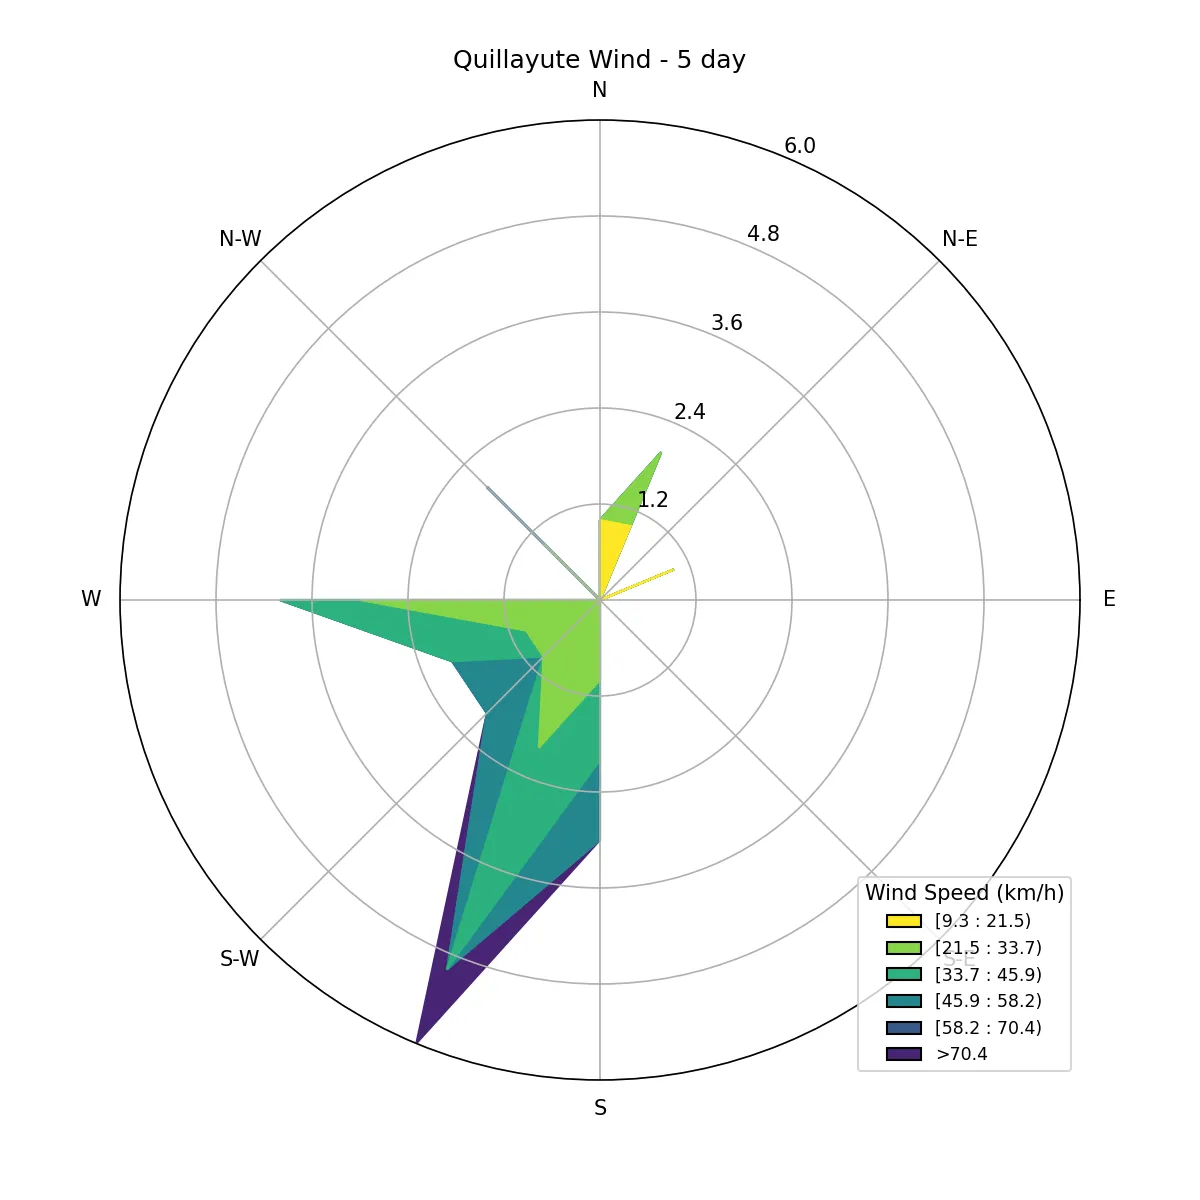 Quillayute Wind - 5 day
N
6.0
4.8
N-W
N-E
3.6
2.4
1.2
W
E
Wind Speed (km/h)
[9.3 : 21.5)
[21.5 : 33.7)
S-W
S-E
[33.7 : 45.9)
[45.9 : 58.2)
[58.2 : 70.4)
>70.4
S